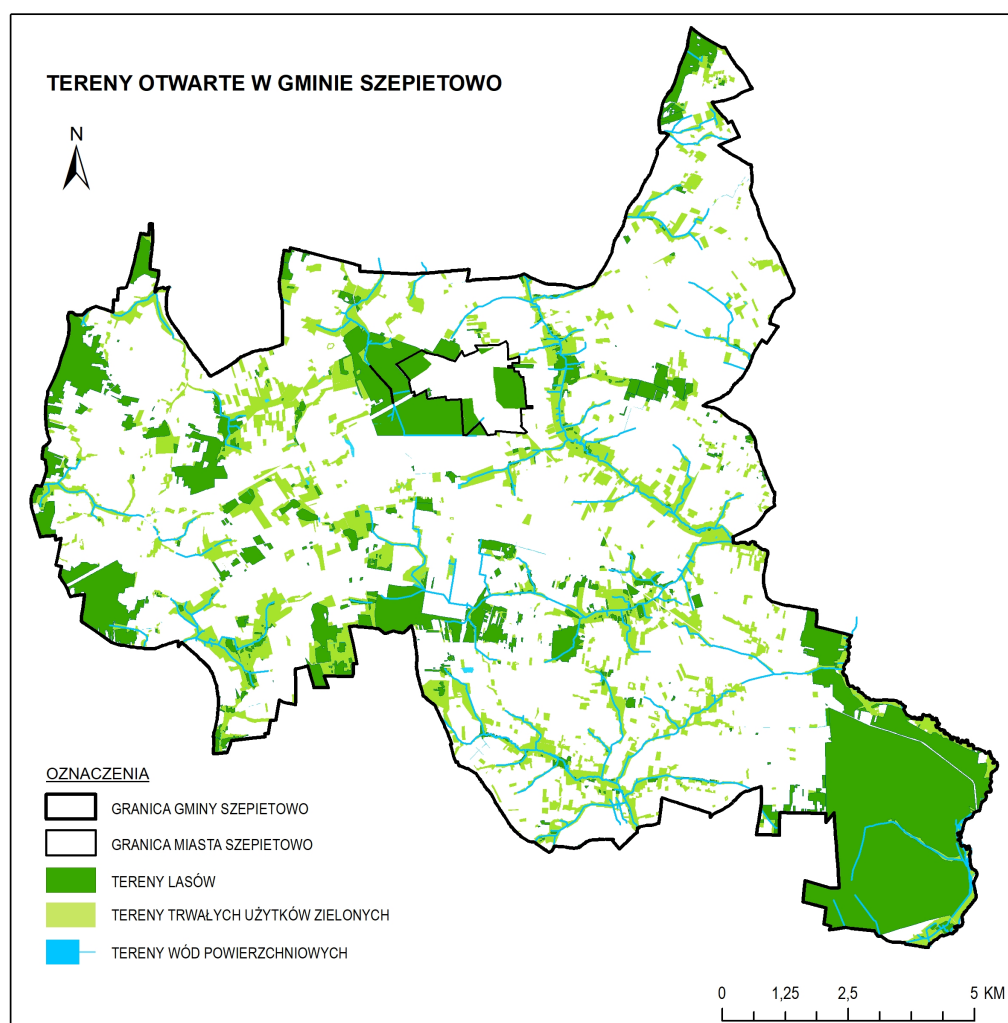 TERENY OTWARTE W GMINIE SZEPIETOWO
N
OZNACZENIA
GRANICA GMINY SZEPIETOWO
GRANICA MIASTA SZEPIETOWO
TERENY LASÓW
TERENY TRWAŁYCH UŻYTKÓW ZIELONYCH
TERENY WÓD POWIERZCHNIOWYCH
0 1,25 2,5 5 KM